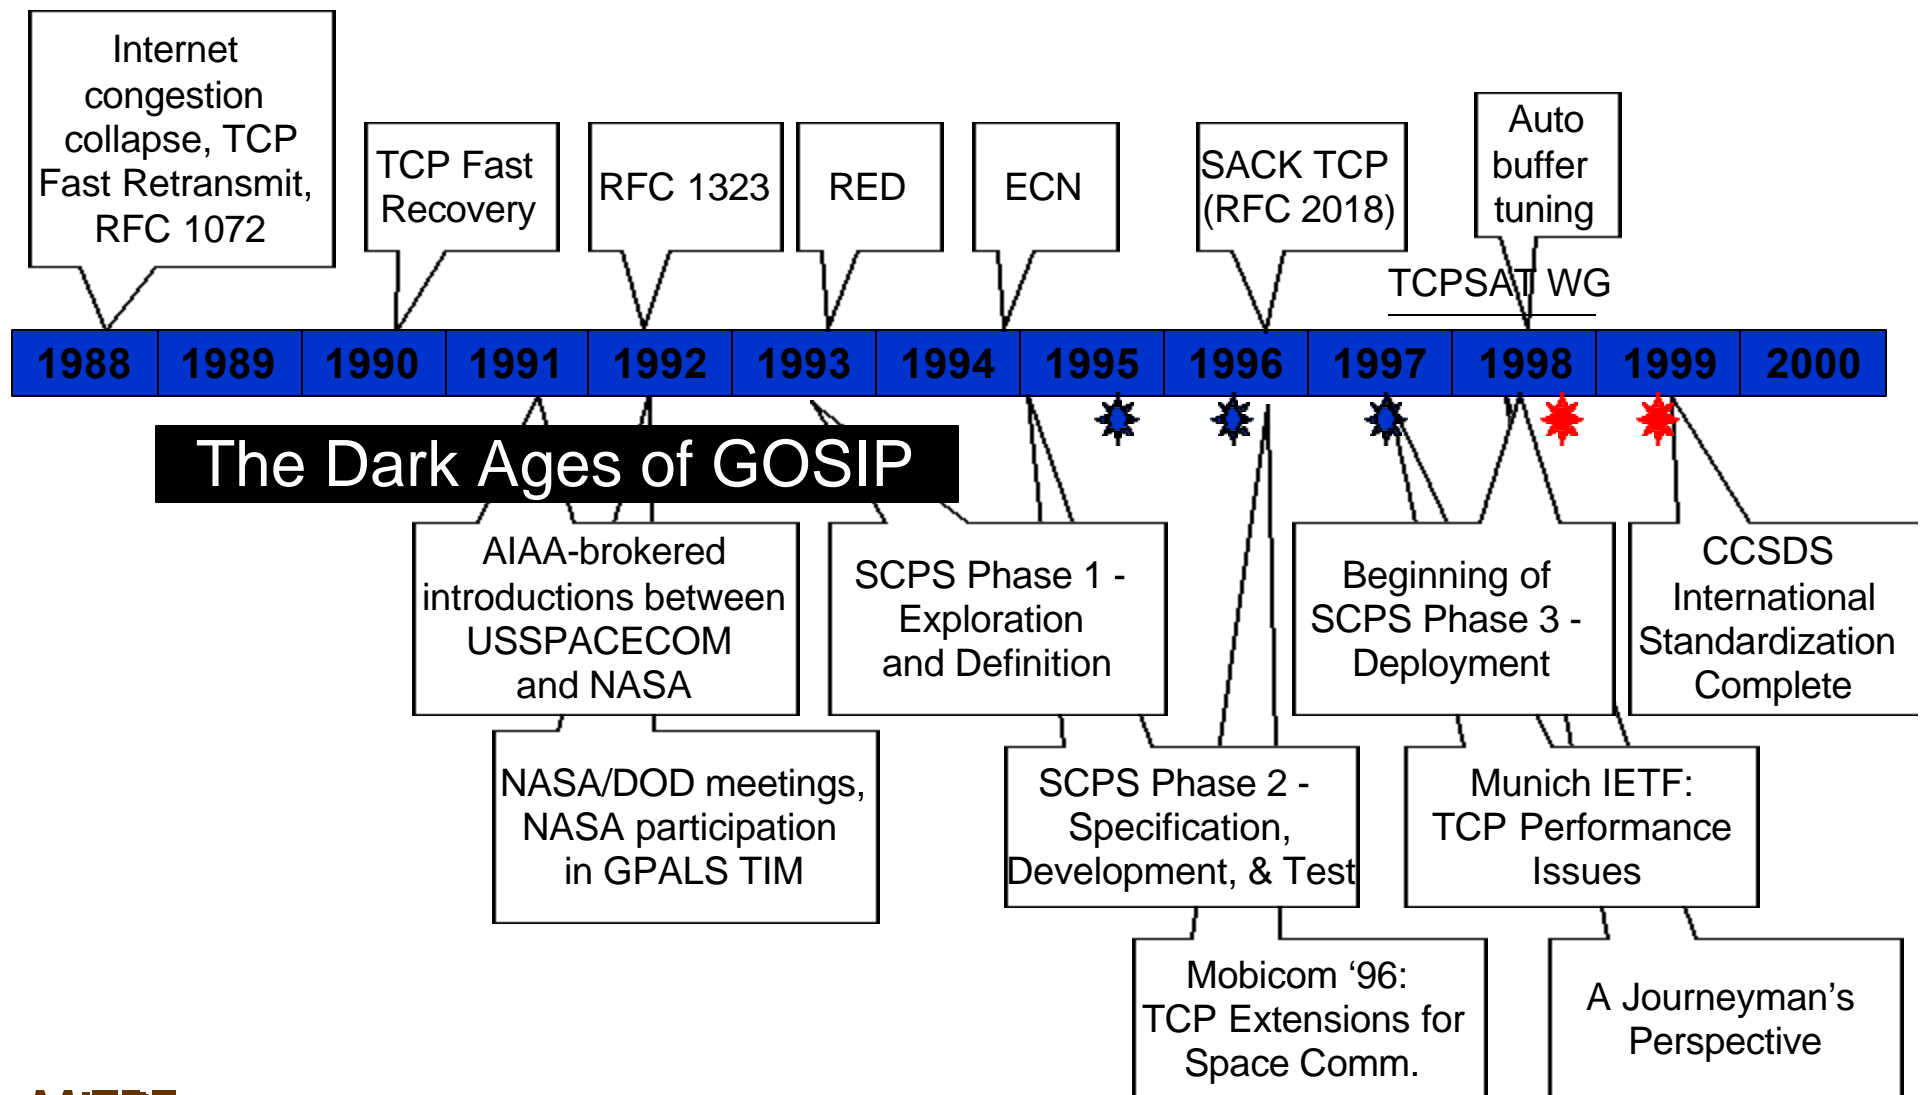 Internet
congestion
collapse, TCP
Fast Retransmit,
RFC 1072
TCP Fast
Recovery
RFC 1323
RED
ECN
SACK TCP
(RFC 2018)
Auto
buffer
tuning
TCPSAT WG
1988 1989 1990 1991 1992 1993 1994 1995 1996 1997 1998 1999 2000
The Dark Ages of GOSIP
AIAA-brokered
introductions between
USSPACECOM
and NASA
SCPS Phase 1 -
Exploration
and Definition
Beginning of
SCPS Phase 3 -
Deployment
CCSDS
International
Standardization
Complete
NASA/DOD meetings,
NASA participation
in GPALS TIM
SCPS Phase 2 -
Specification,
Development, & Test
Munich IETF:
TCP Performance
Issues
Mobicom ‘96:
TCP Extensions for
Space Comm.
A Journeyman’s
Perspective